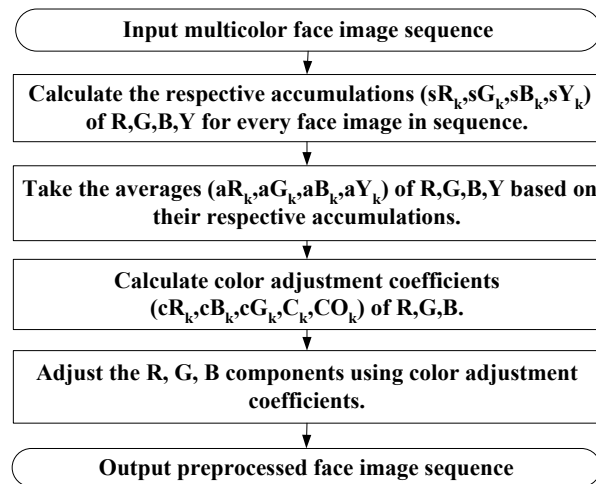 Input multicolor face image sequence
Calculate the respective accumulations (sRₖ,sGₖ,sBₖ,sYₖ)
of R,G,B,Y for every face image in sequence.
Take the averages (aRₖ,aGₖ,aBₖ,aYₖ) of R,G,B,Y based on
their respective accumulations.
Calculate color adjustment coefficients
(cRₖ,cBₖ,cGₖ,Cₖ,COₖ) of R,G,B.
Adjust the R, G, B components using color adjustment
coefficients.
Output preprocessed face image sequence